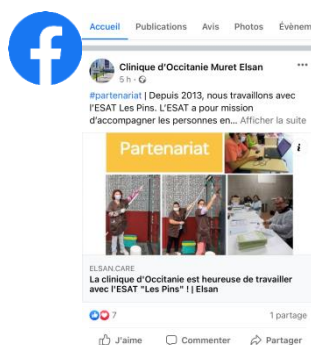 Accueil Publications Avis Photos Évènem
Clinique d'Occitanie Muret Elsan
5 h ·
#partenariat | Depuis 2013, nous travaillons avec
l'ESAT Les Pins. L'ESAT a pour mission
d'accompagner les personnes en... Afficher la suite
Partenariat
i
ELSAN.CARE
La clinique d'Occitanie est heureuse de travailler
avec l'ESAT "Les Pins" ! | Elsan
7 1 partage
J'aime Commenter Partager